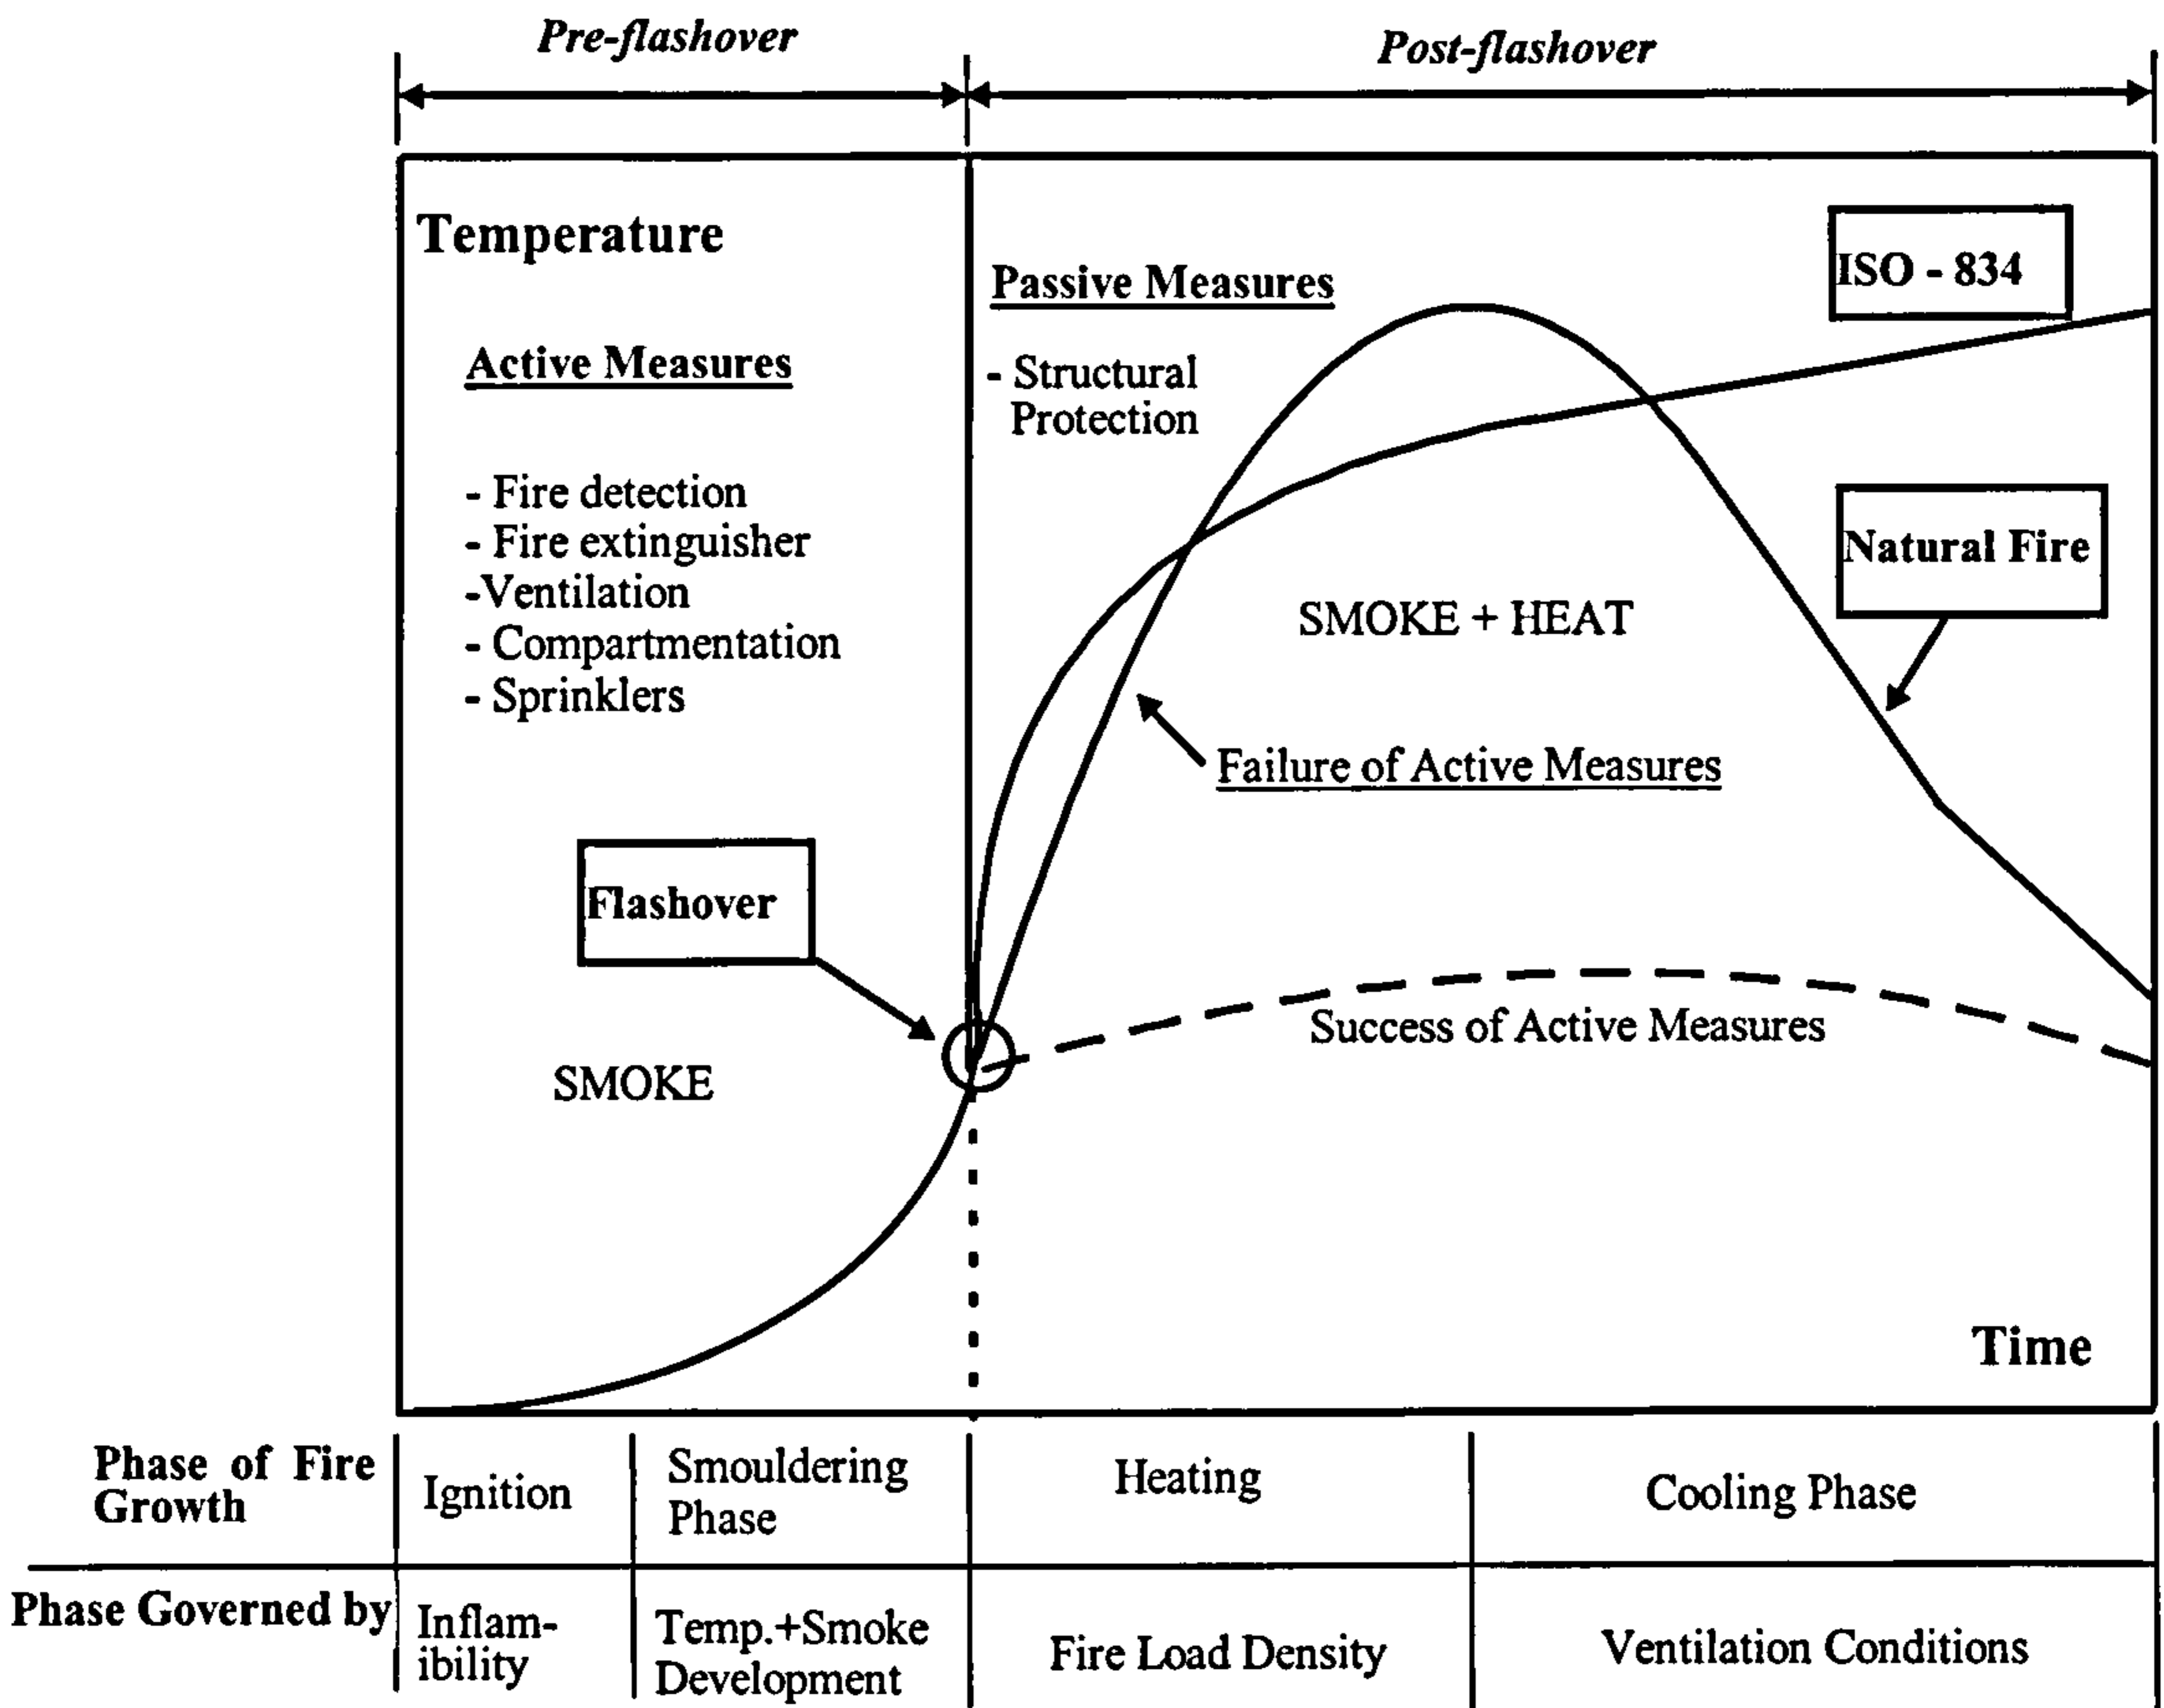 Pre-flashover
Post-flashover
Temperature
ISO - 834
Passive Measures
Active Measures
- Structural
Protection
- Fire detection
- Fire extinguisher
-Ventilation
- Compartmentation
- Sprinklers
Natural Fire
SMOKE + HEAT
Failure of Active Measures
Flashover
Success of Active Measures
SMOKE
Time
Phase of Fire
Growth
Ignition
Smouldering
Phase
Heating
Cooling Phase
Phase Governed by
Inflam-
ibility
Temp.+Smoke
Development
Fire Load Density
Ventilation Conditions